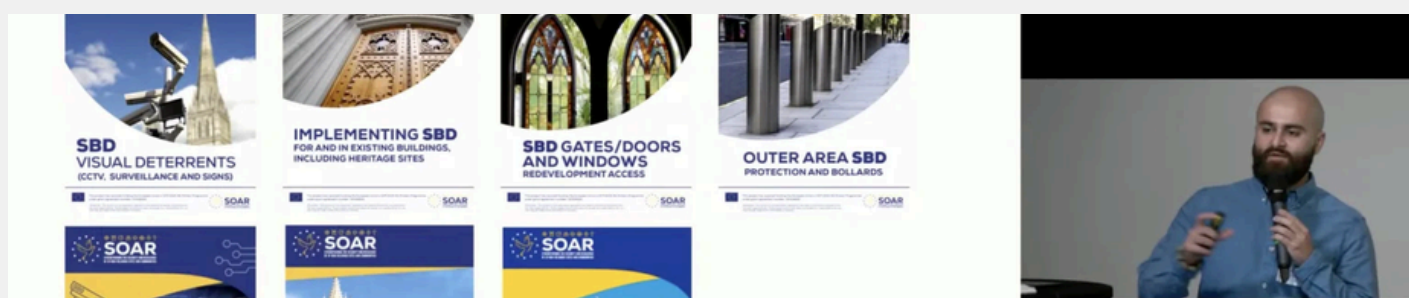 SBD
VISUAL DETERRENTS
(CCTV, SURVEILLANCE AND SIGNS)
SOAR
IMPLEMENTING SBD
FOR AND IN EXISTING BUILDINGS,
INCLUDING HERITAGE SITES
SOAR
SBD GATES/DOORS
AND WINDOWS
REDEVELOPMENT ACCESS
SOAR
OUTER AREA SBD
PROTECTION AND BOLLARDS
SOAR
SOAR
SOAR
SOAR